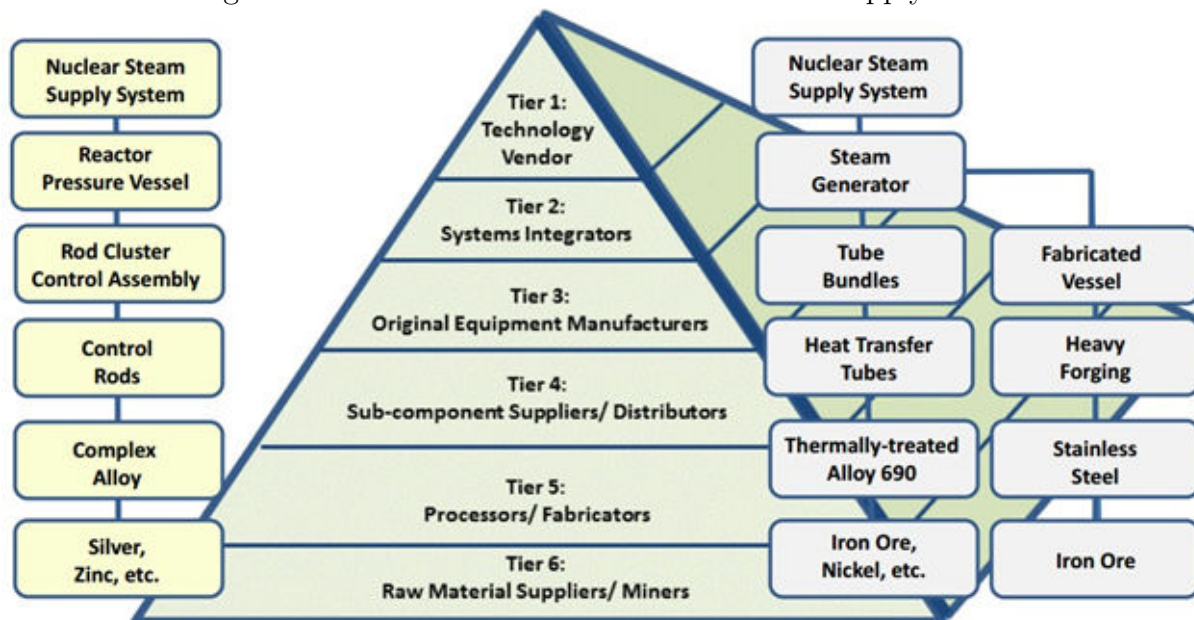 Nuclear Steam
Supply System
Reactor
Pressure Vessel
Rod Cluster
Control Assembly
Control
Rods
Complex
Alloy
Silver,
Zinc, etc.
Tier 1:
Technology
Vendor
Tier 2:
Systems Integrators
Tier 3:
Original Equipment Manufacturers
Tier 4:
Sub-component Suppliers/ Distributors
Tier 5:
Processors/ Fabricators
Tier 6:
Raw Material Suppliers/ Miners
Nuclear Steam
Supply System
Steam
Generator
Tube
Bundles
Heat Transfer
Tubes
Thermally-treated
Alloy 690
Iron Ore,
Nickel, etc.
Fabricated
Vessel
Heavy
Forging
Stainless
Steel
Iron Ore